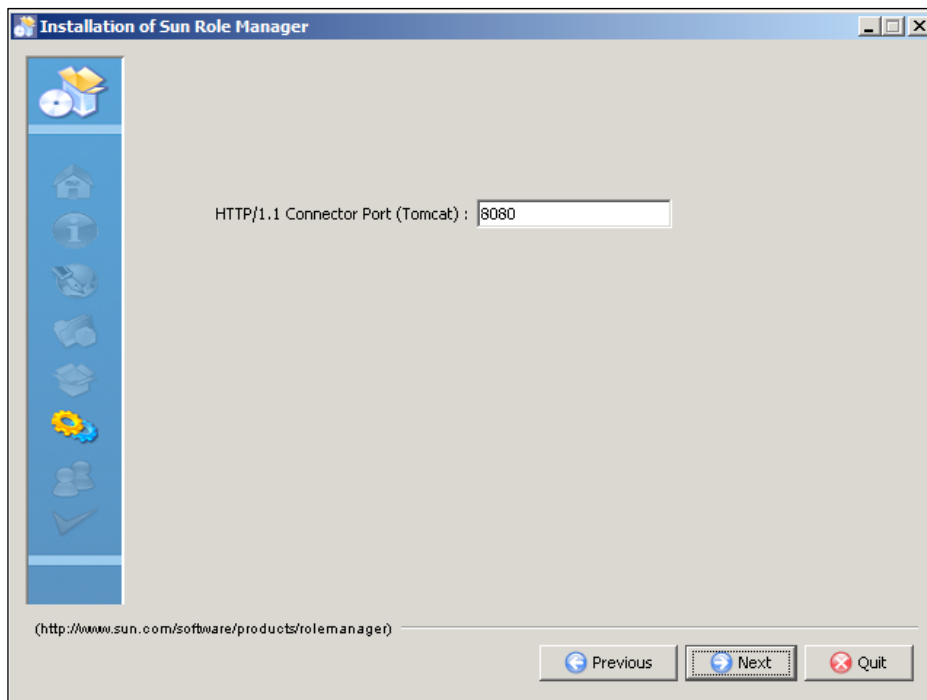 Installation of Sun Role Manager
HTTP/1.1 Connector Port (Tomcat) : 8080
(http://www.sun.com/software/products/rolemanager)
Previous Next Quit